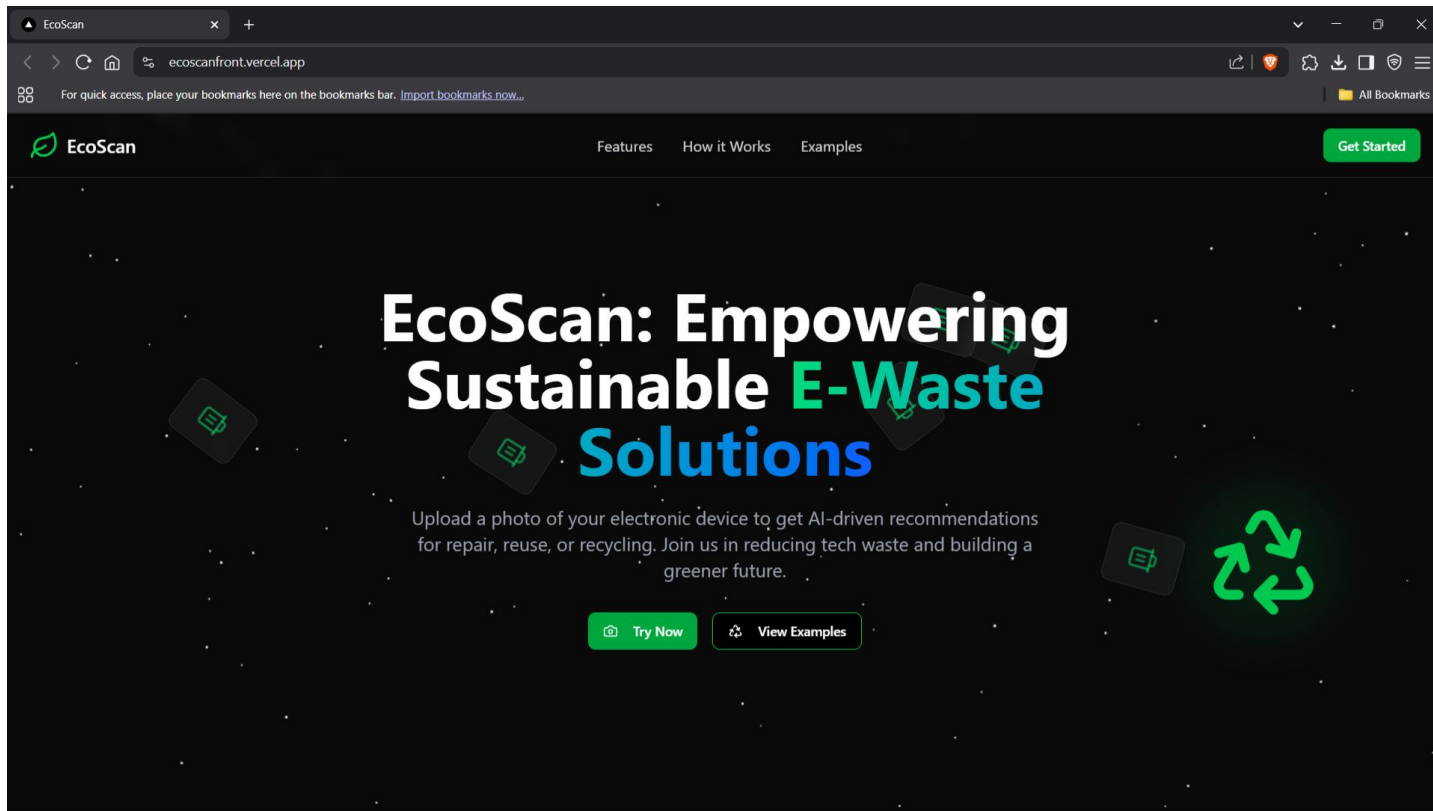 EcoScan
ecoscanfront.vercel.app
For quick access, place your bookmarks here on the bookmarks bar. Import bookmarks now...
All Bookmarks
EcoScan
Features
How it Works
Examples
Get Started
EcoScan: Empowering
Sustainable E-Waste
Solutions
Upload a photo of your electronic device to get AI-driven recommendations
for repair, reuse, or recycling. Join us in reducing tech waste and building a
greener future.
Try Now
View Examples